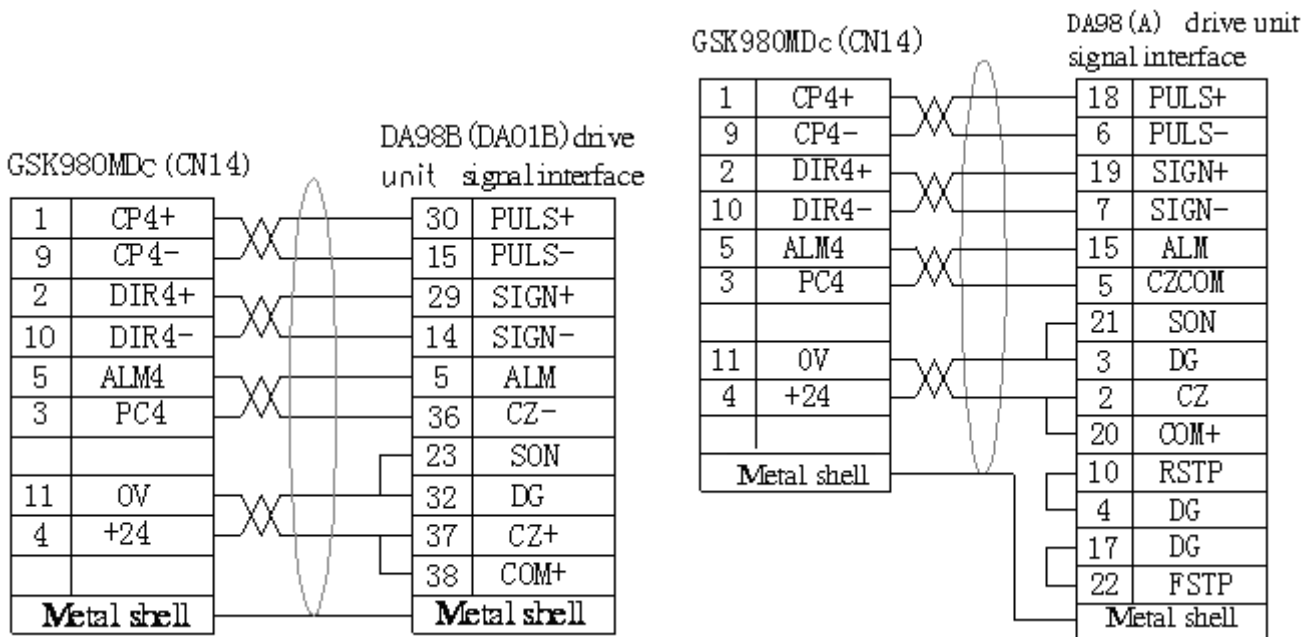 GSK980MDc(CN14)
DA98B(DA01B)drive
unit signal interface
1 CP4+ 30 PULS+
9 CP4- 15 PULS-
2 DIR4+ 29 SIGN+
10 DIR4- 14 SIGN-
5 ALM4 5 ALM
3 PC4 36 CZ-
23 SON
11 0V 32 DG
4 +24 37 CZ+
38 COM+
Metal shell Metal shell
GSK980MDc(CN14)
DA98(A) drive unit
signal interface
1 CP4+ 18 PULS+
9 CP4- 6 PULS-
2 DIR4+ 19 SIGN+
10 DIR4- 7 SIGN-
5 ALM4 15 ALM
3 PC4 5 CZCOM
21 SON
11 0V 3 DG
4 +24 2 CZ
20 COM+
Metal shell 10 RSTP
4 DG
17 DG
22 FSTP
Metal shell